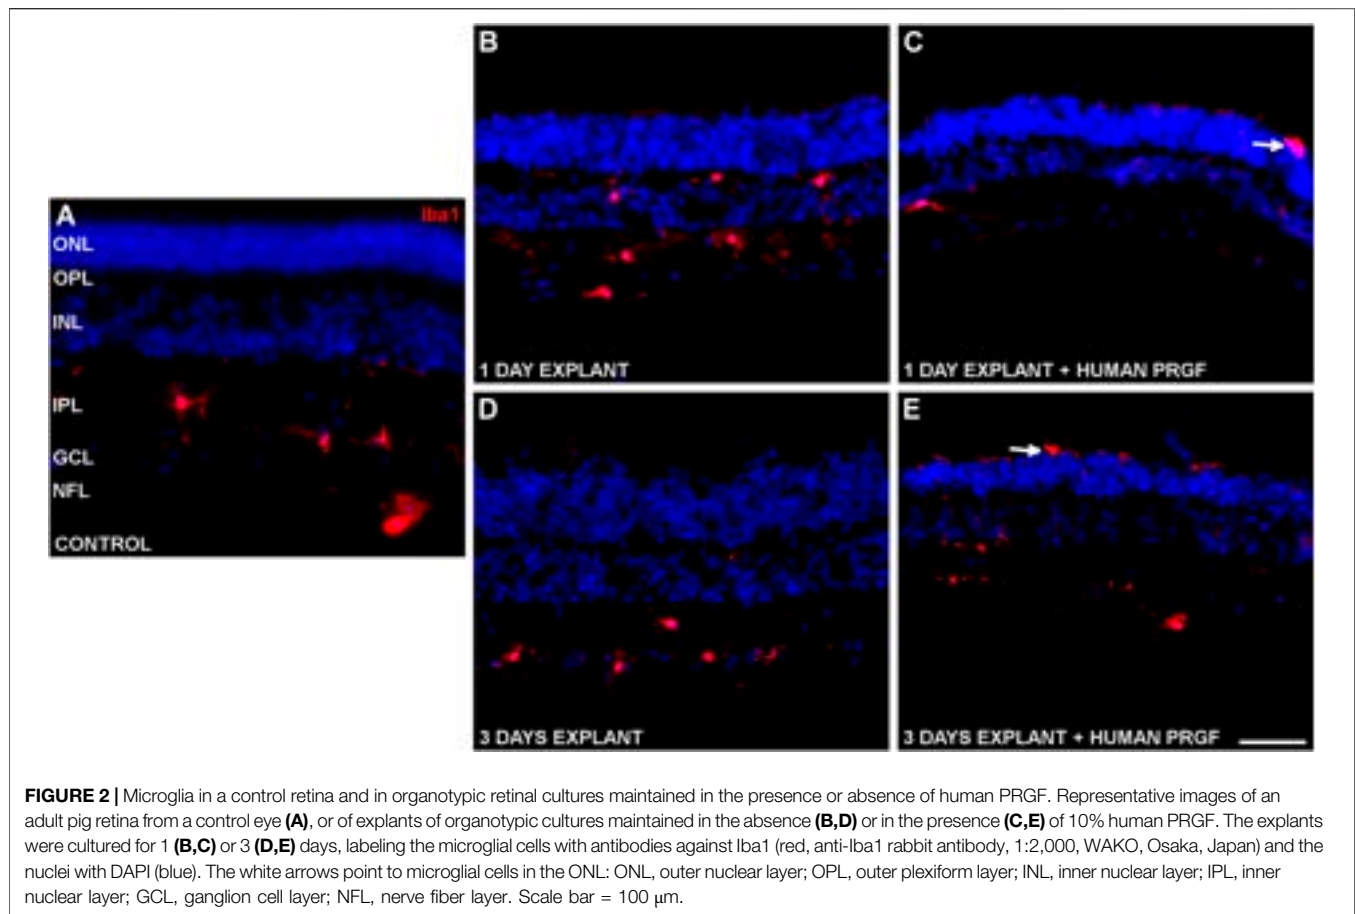 B
C
A
Iba1
ONL
OPL
INL
IPL
GCL
NFL
CONTROL
1 DAY EXPLANT
1 DAY EXPLANT + HUMAN PRGF
D
E
3 DAYS EXPLANT
3 DAYS EXPLANT + HUMAN PRGF
FIGURE 2 | Microglia in a control retina and in organotypic retinal cultures maintained in the presence or absence of human PRGF. Representative images of an
adult pig retina from a control eye (A), or of explants of organotypic cultures maintained in the absence (B,D) or in the presence (C,E) of 10% human PRGF. The explants
were cultured for 1 (B,C) or 3 (D,E) days, labeling the microglial cells with antibodies against Iba1 (red, anti-Iba1 rabbit antibody, 1:2,000, WAKO, Osaka, Japan) and the
nuclei with DAPI (blue). The white arrows point to microglial cells in the ONL: ONL, outer nuclear layer; OPL, outer plexiform layer; INL, inner nuclear layer; IPL, inner
nuclear layer; GCL, ganglion cell layer; NFL, nerve fiber layer. Scale bar = 100 μm.